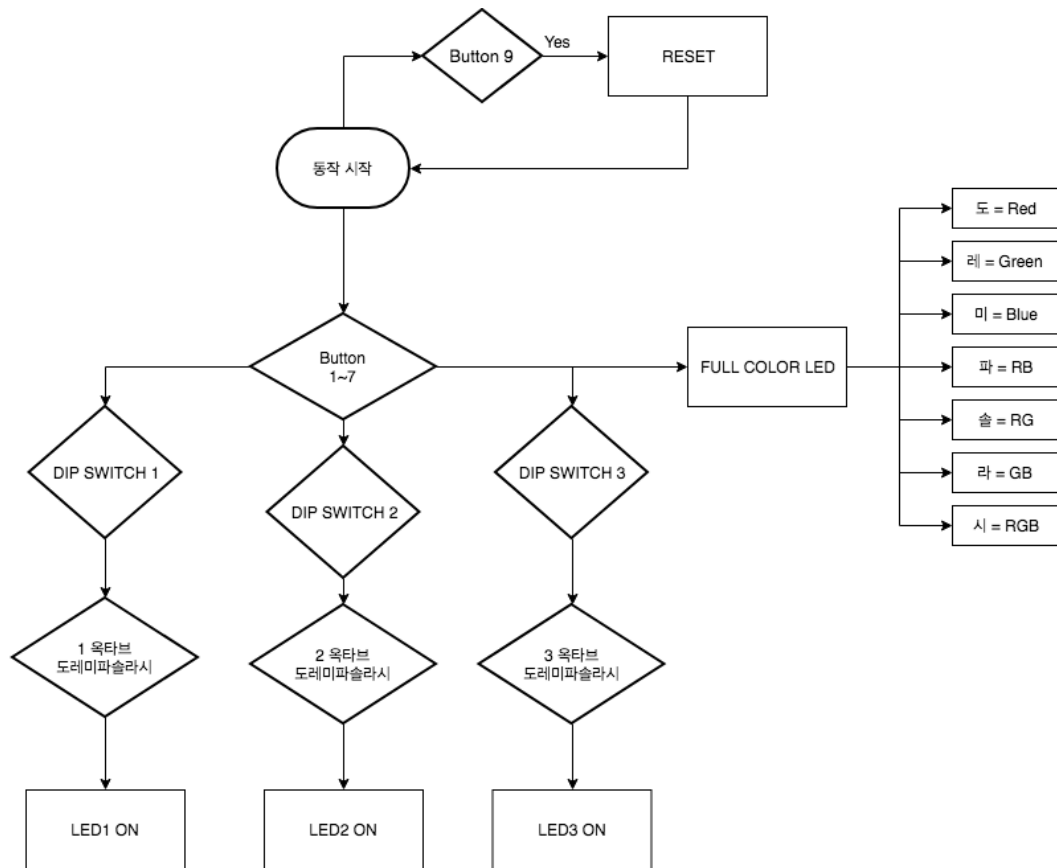 Button 9
Yes
RESET
동작 시작
도 = Red
레 = Green
미 = Blue
파 = RB
솔 = RG
라 = GB
시 = RGB
Button
1~7
FULL COLOR LED
DIP SWITCH 1
DIP SWITCH 2
DIP SWITCH 3
1 옥타브
도레미파솔라시
2 옥타브
도레미파솔라시
3 옥타브
도레미파솔라시
LED1 ON
LED2 ON
LED3 ON